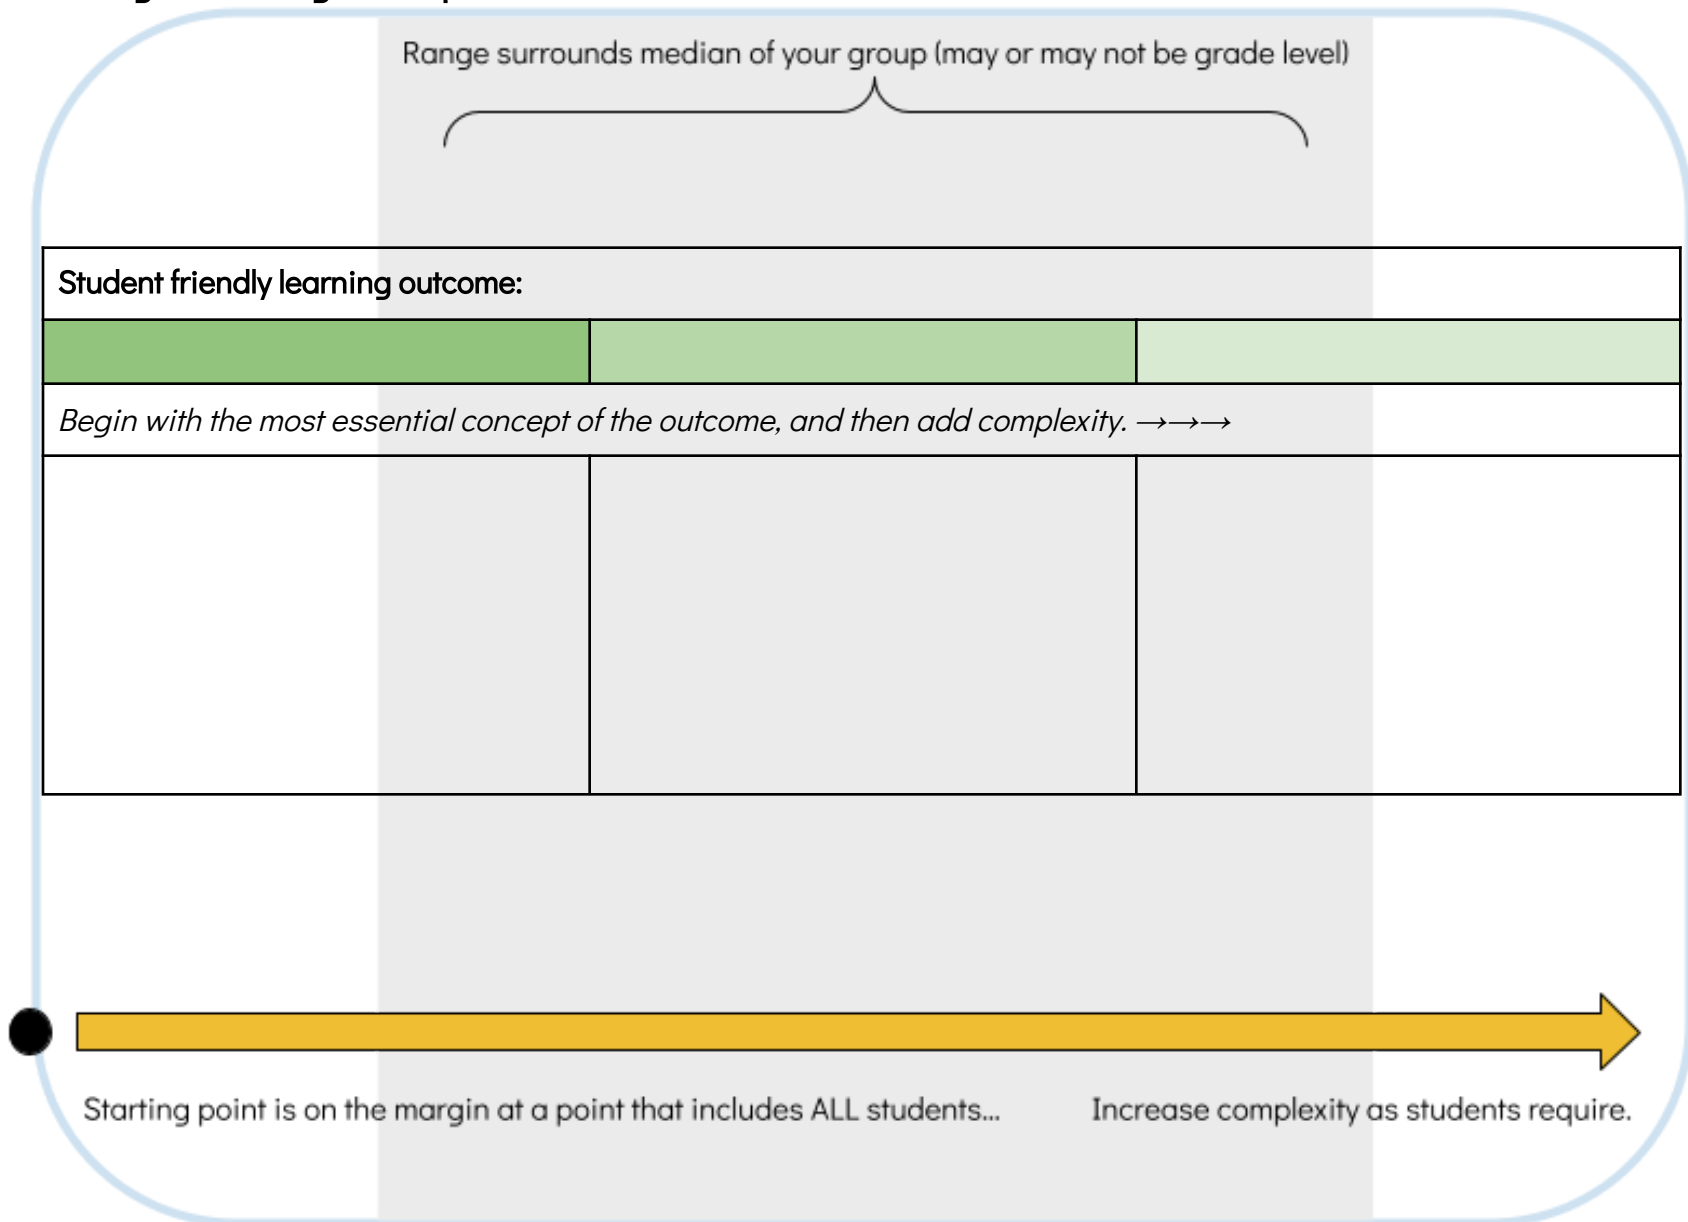 Range surrounds median of your group (may or may not be grade level)
Student friendly learning outcome:
Begin with the most essential concept of the outcome, and then add complexity. →→→
Starting point is on the margin at a point that includes ALL students...
Increase complexity as students require.